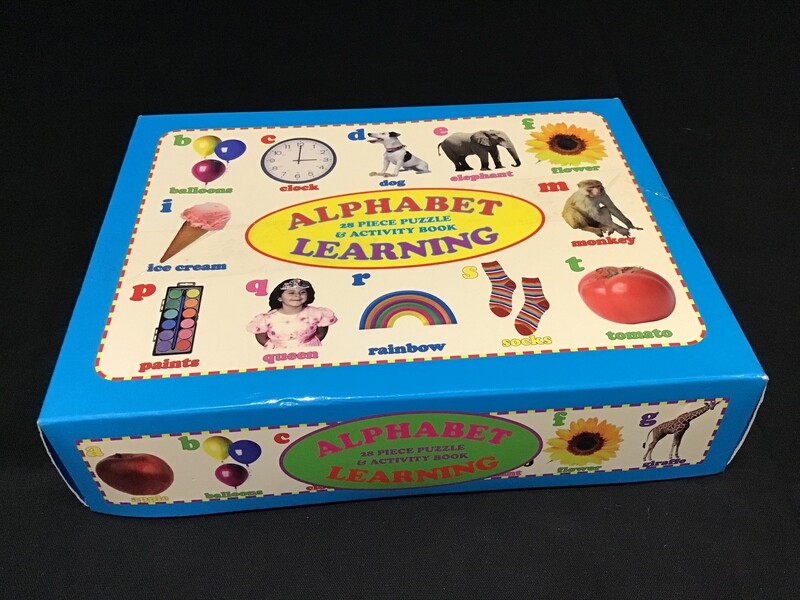 b
balloons
c
clock
d
dog
e
elephant
f
flower
i
ice cream
ALPHABET
28 PIECE PUZZLE
& ACTIVITY BOOK
LEARNING
m
monkey
p
paints
q
queen
r
rainbow
s
socks
t
tomato
a
b
balloons
c
ALPHABET
28 PIECE PUZZLE
& ACTIVITY BOOK
LEARNING
f
flower
g
giraffe